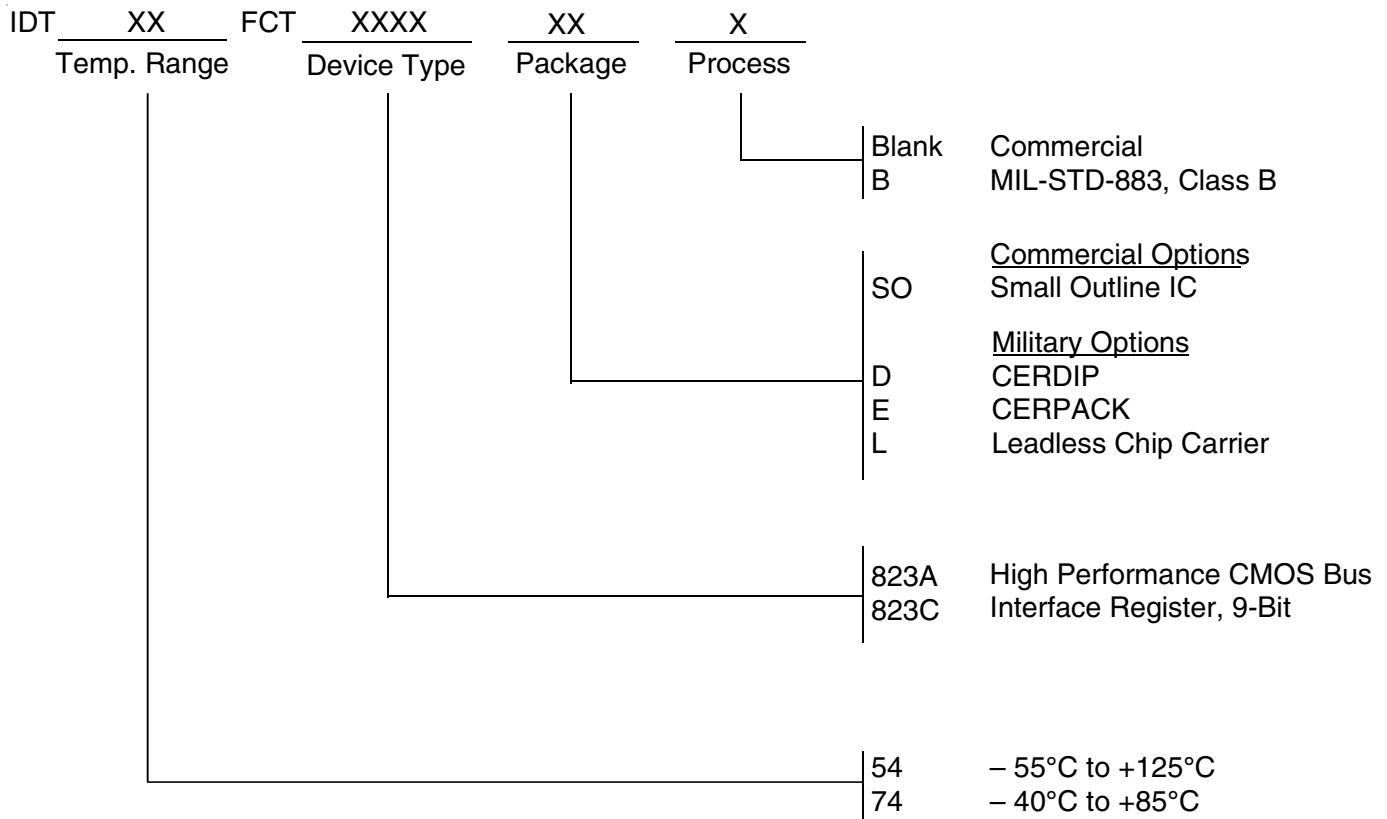 IDT XX FCT XXXX XX X
Temp. Range Device Type Package Process
Blank Commercial
B MIL-STD-883, Class B
Commercial Options
SO Small Outline IC
Military Options
D CERDIP
E CERPACK
L Leadless Chip Carrier
823A High Performance CMOS Bus
823C Interface Register, 9-Bit
54 – 55°C to +125°C
74 – 40°C to +85°C